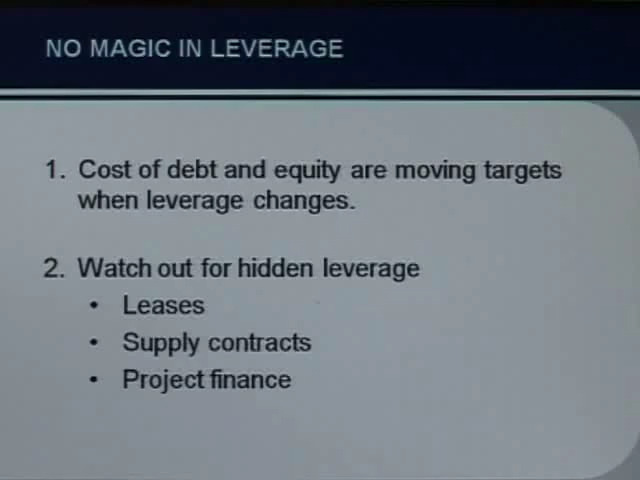 NO MAGIC IN LEVERAGE
1. Cost of debt and equity are moving targets
when leverage changes.
2. Watch out for hidden leverage
• Leases
• Supply contracts
• Project finance